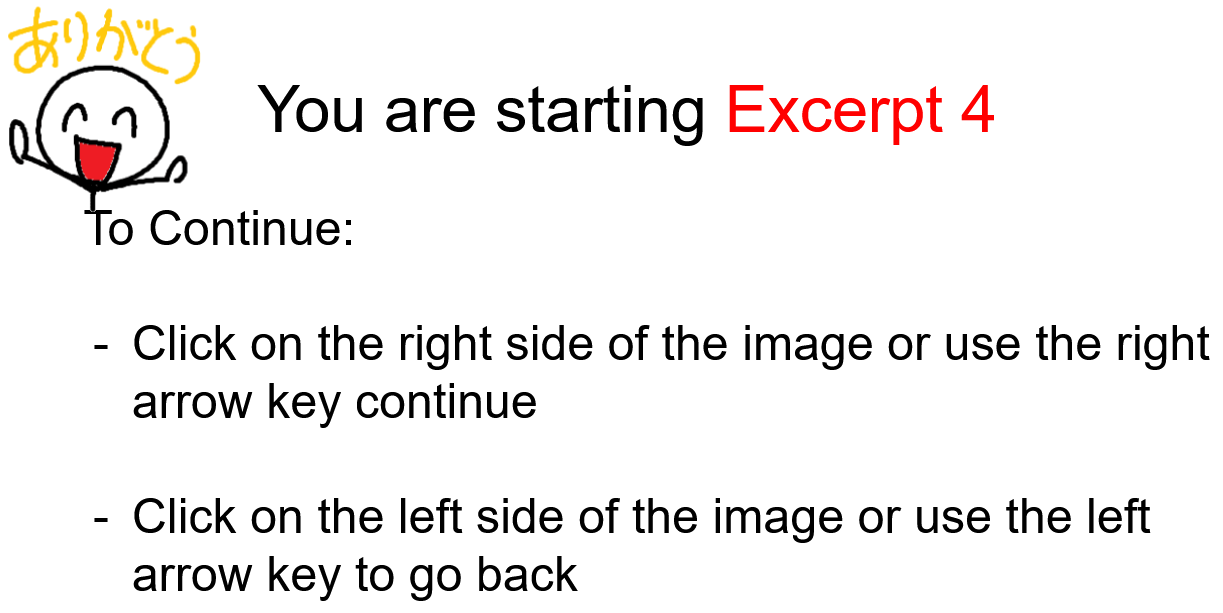 ありがとう
You are starting Excerpt 4
To Continue:
- Click on the right side of the image or use the right
arrow key continue
- Click on the left side of the image or use the left
arrow key to go back